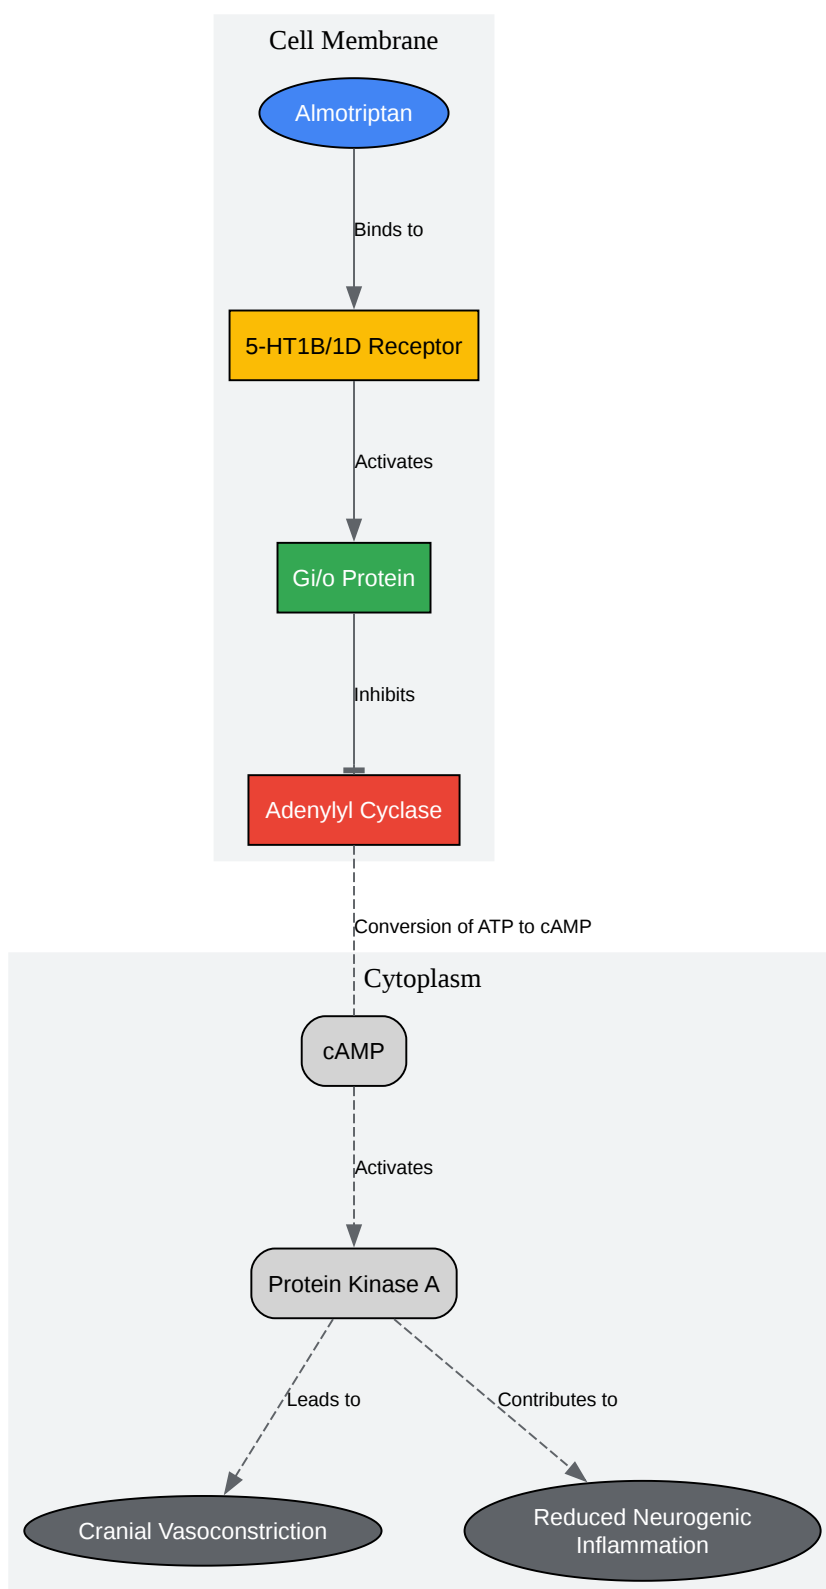 Cell Membrane
Almotriptan
Binds to
5-HT1B/1D Receptor
Activates
Gi/o Protein
Inhibits
Adenylyl Cyclase
Conversion of ATP to cAMP
Cytoplasm
cAMP
Activates
Protein Kinase A
Leads to
Contributes to
Cranial Vasoconstriction
Reduced Neurogenic
Inflammation